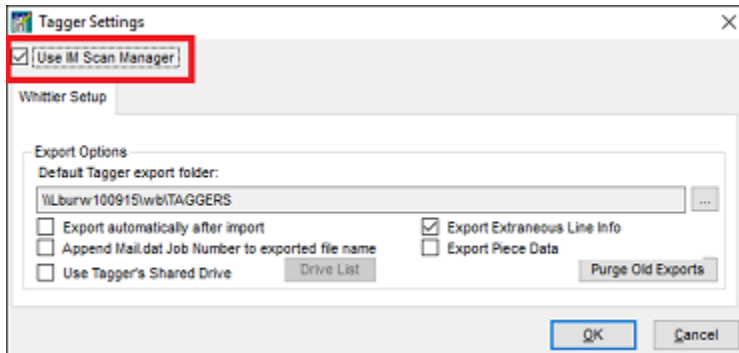 Tagger Settings
Use IM Scan Manager
Whittier Setup
Export Options
Default Tagger export folder:
\\Lburw100915\wb\TAGGERS
...
Export automatically after import
Export Extraneous Line Info
Append Mail.dat Job Number to exported file name
Export Piece Data
Use Tagger's Shared Drive
Drive List
Purge Old Exports
OK
Cancel